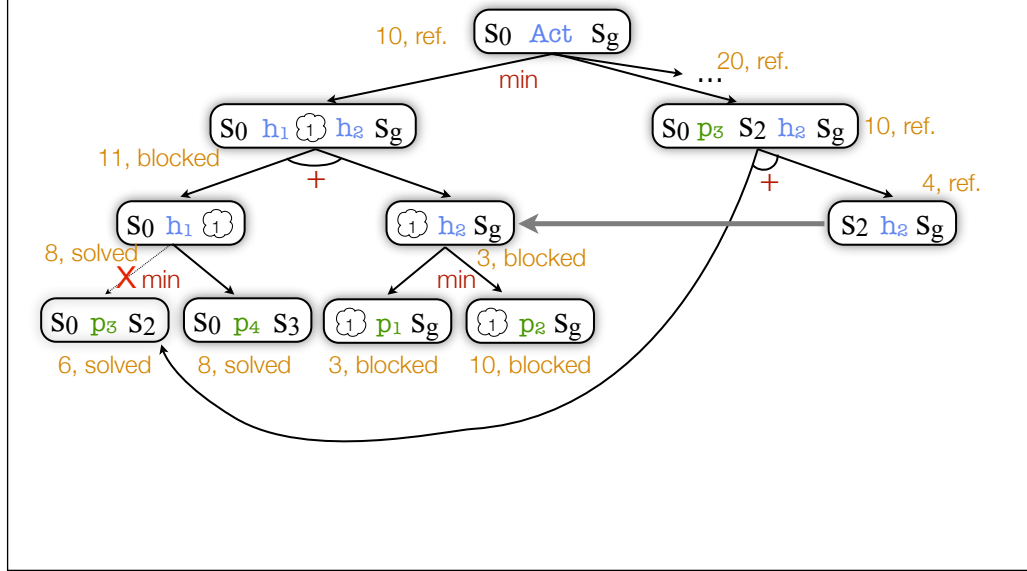 S0 Act Sg
10, ref.
min
... 20, ref.
S0 h1 1 h2 Sg
S0 p3 S2 h2 Sg
10, ref.
11, blocked
+
+
4, ref.
S0 h1 1
1 h2 Sg
S2 h2 Sg
8, solved
3, blocked
X min
min
S0 p3 S2
S0 p4 S3
1 p1 Sg
1 p2 Sg
6, solved
8, solved
3, blocked
10, blocked